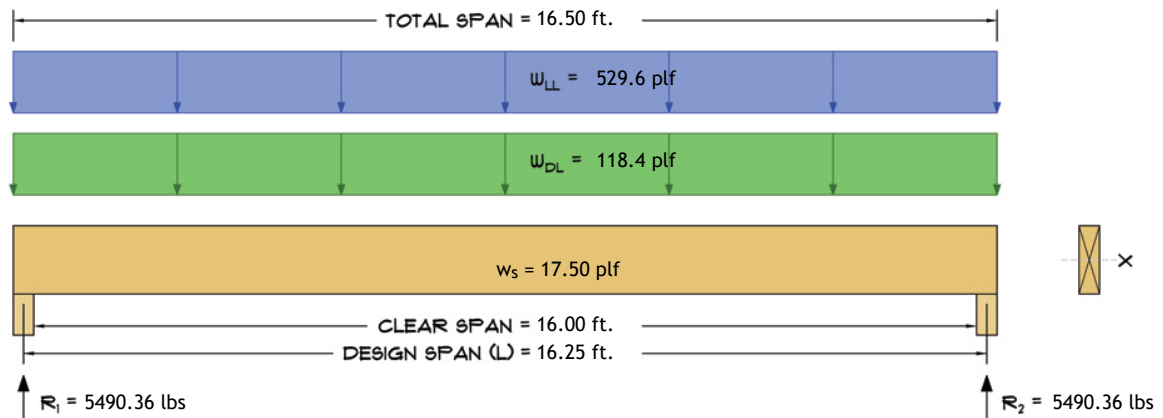 TOTAL SPAN = 16.50 ft.
WLL = 529.6 plf
WDL = 118.4 plf
ws = 17.50 plf
X
CLEAR SPAN = 16.00 ft.
DESIGN SPAN (L) = 16.25 ft.
R1 = 5490.36 lbs
R2 = 5490.36 lbs